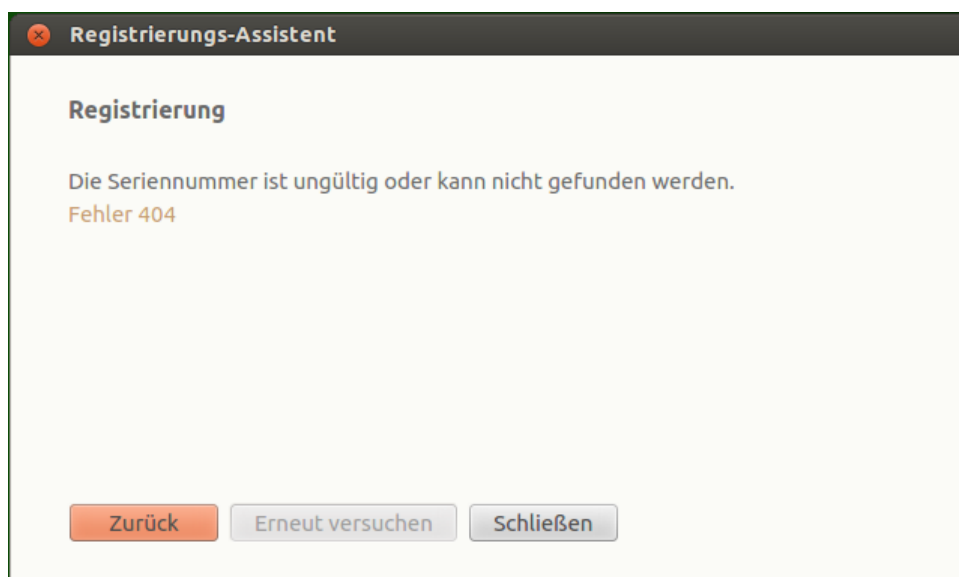 Registrierungs-Assistent
Registrierung
Die Seriennummer ist ungültig oder kann nicht gefunden werden.
Fehler 404
Zurück Erneut versuchen Schließen